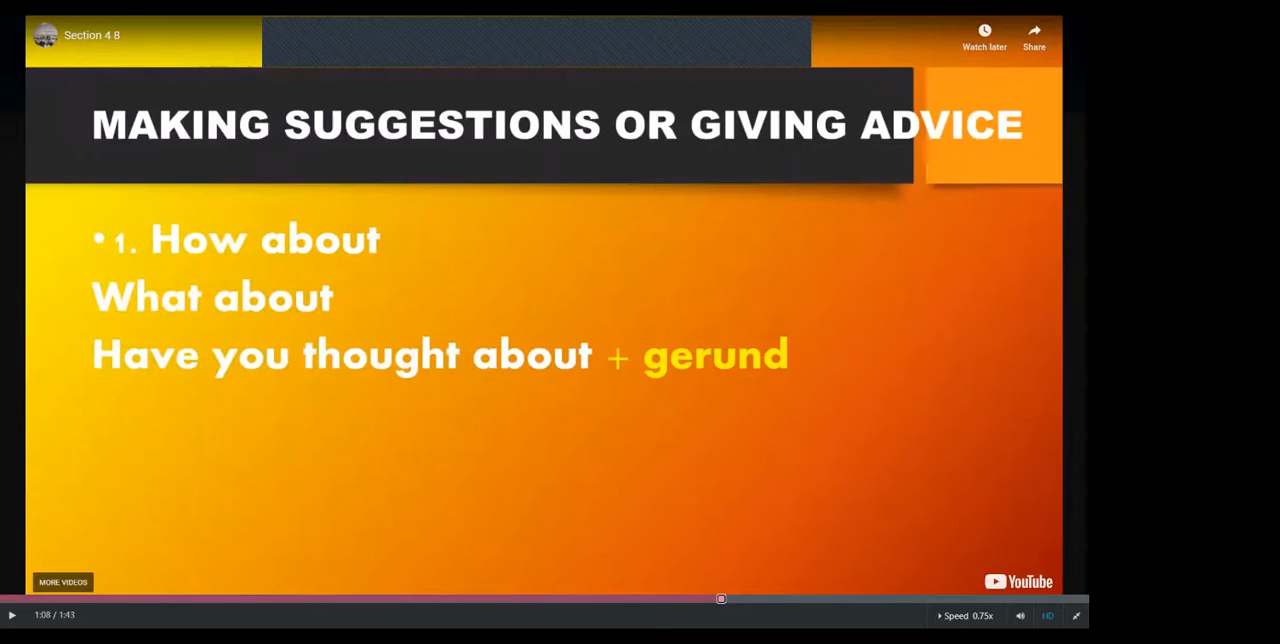 Section 4 8
Watch later
Share
MAKING SUGGESTIONS OR GIVING ADVICE
• 1. How about
What about
Have you thought about + gerund
MORE VIDEOS
YouTube
1:08 / 1:43
Speed 0.75x
HD